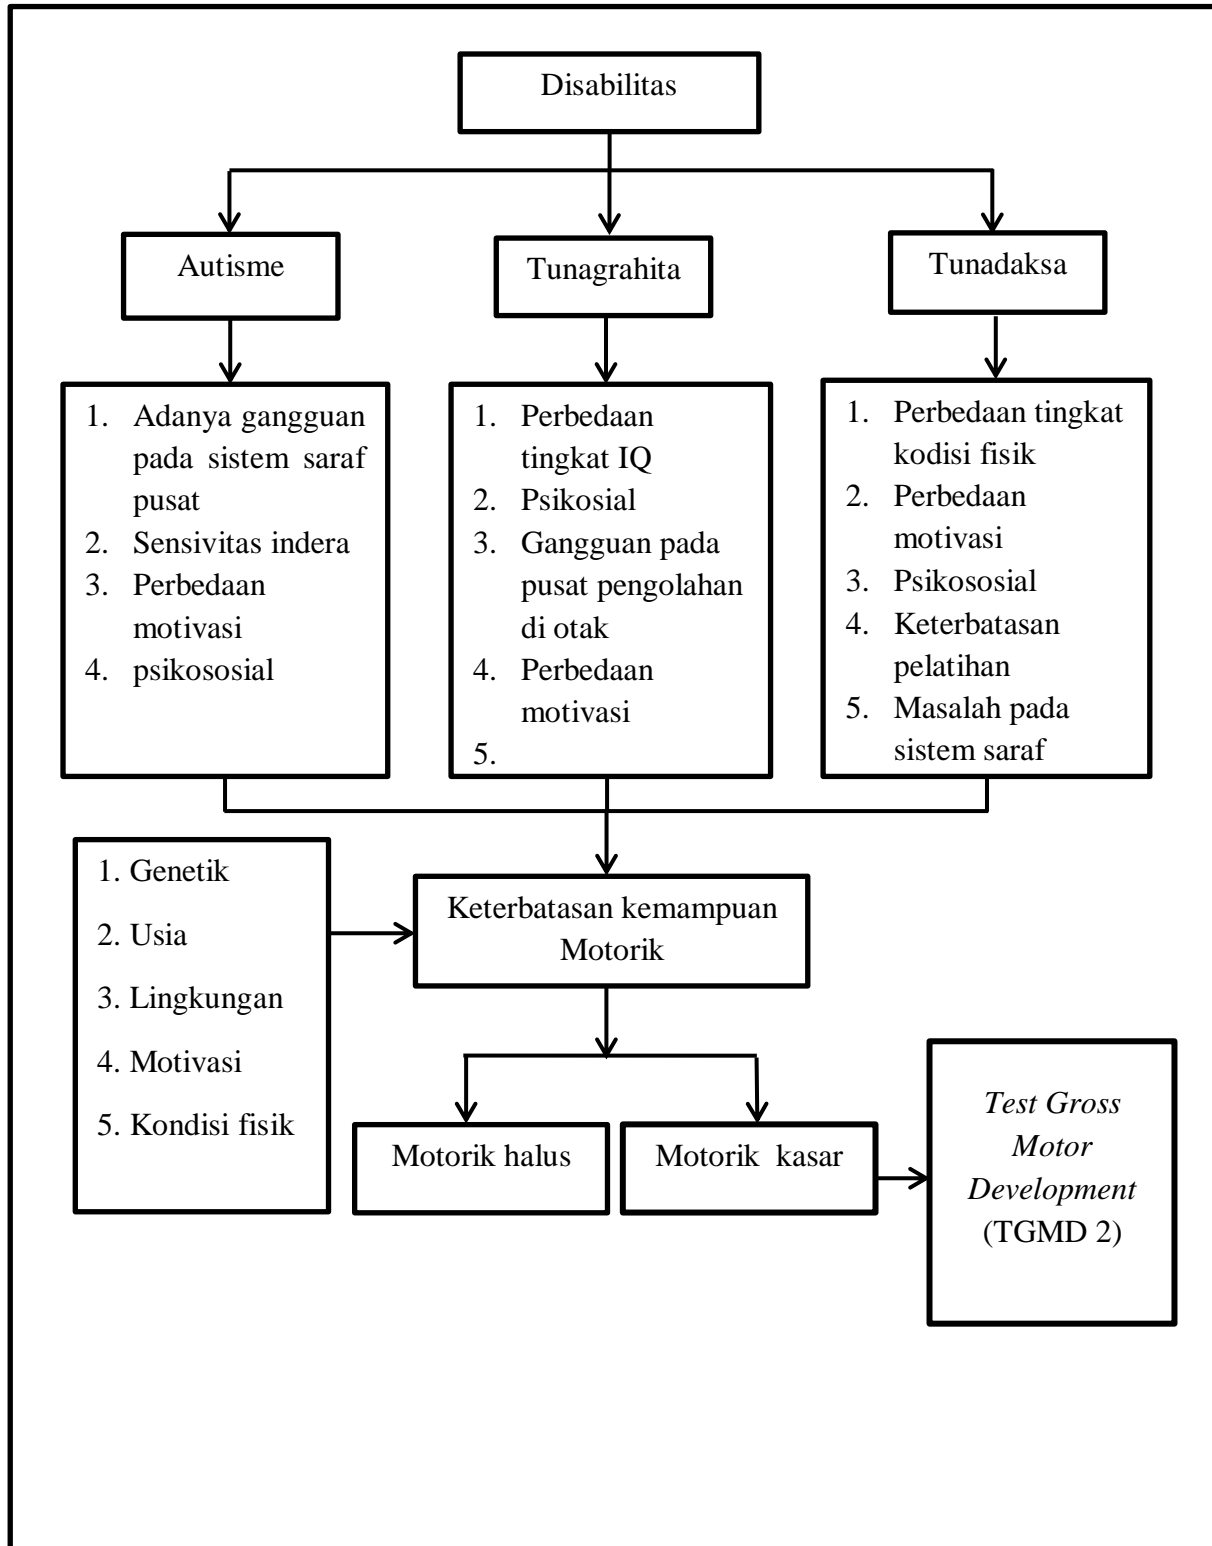 Disabilitas
Autisme
Tunagrahita
Tunadaksa
1. Adanya gangguan
pada sistem saraf
pusat
2. Sensivitas indera
3. Perbedaan
motivasi
4. psikososial
1. Perbedaan
tingkat IQ
2. Psikosial
3. Gangguan pada
pusat pengolahan
di otak
4. Perbedaan
motivasi
5.
1. Perbedaan tingkat
kodisi fisik
2. Perbedaan
motivasi
3. Psikososial
4. Keterbatasan
pelatihan
5. Masalah pada
sistem saraf
1. Genetik
2. Usia
3. Lingkungan
4. Motivasi
5. Kondisi fisik
Keterbatasan kemampuan
Motorik
Motorik halus
Motorik kasar
Test Gross
Motor
Development
(TGMD 2)